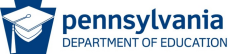 pennsylvania
DEPARTMENT OF EDUCATION